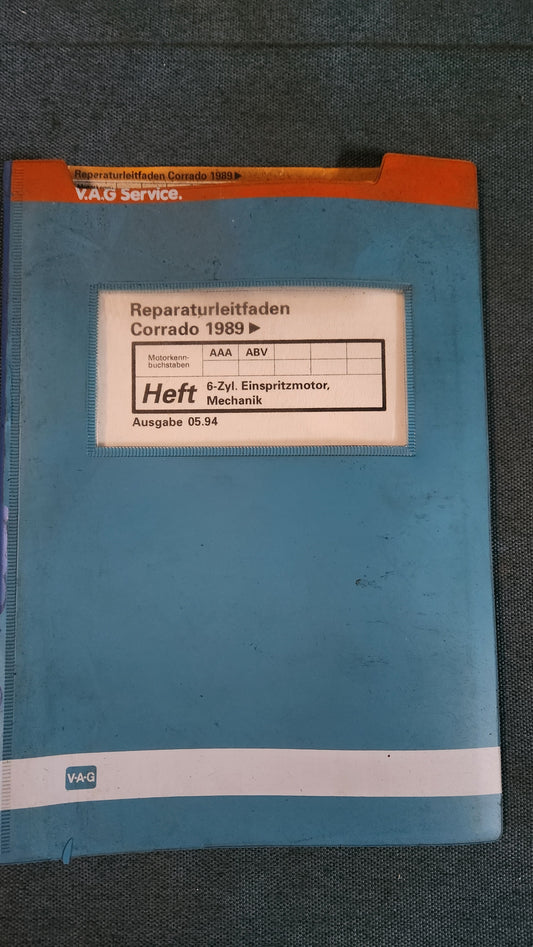 Reparaturleitfaden Corrado 1989 ►
V.A.G Service.
Reparaturleitfaden
Corrado 1989 ►
Motorkenn-
buchstaben
AAA ABV
Heft
6-Zyl. Einspritzmotor,
Mechanik
Ausgabe 05.94
V·A·G